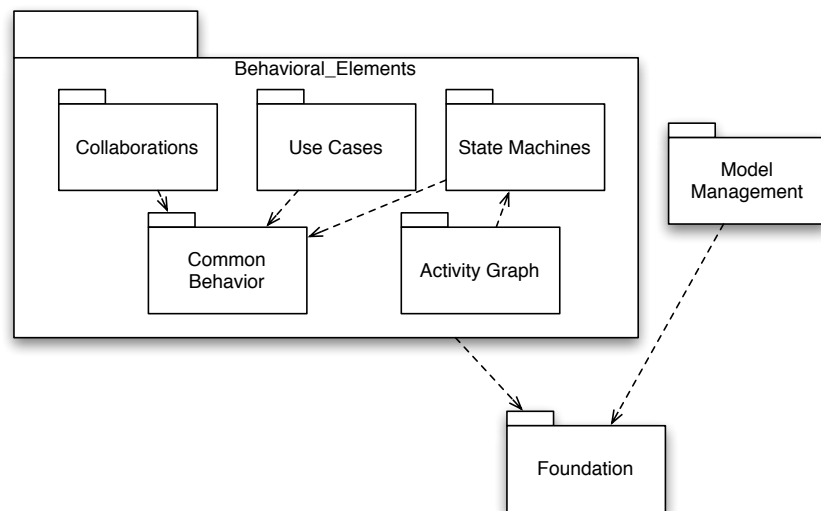 Behavioral_Elements
Collaborations
Use Cases
State Machines
Model
Management
Common
Behavior
Activity Graph
Foundation